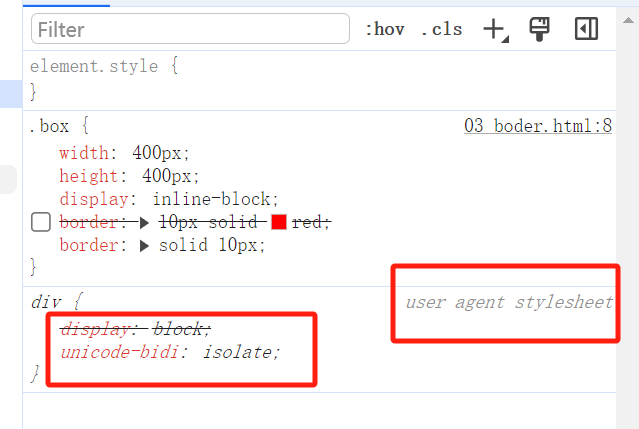 Filter :hov .cls
element.style {
}
.box { 03 boder.html:8
width: 400px;
height: 400px;
display: inline-block;
border: 10px solid red;
border: solid 10px;
}
div { user agent stylesheet
display: block;
unicode-bidi: isolate;
}